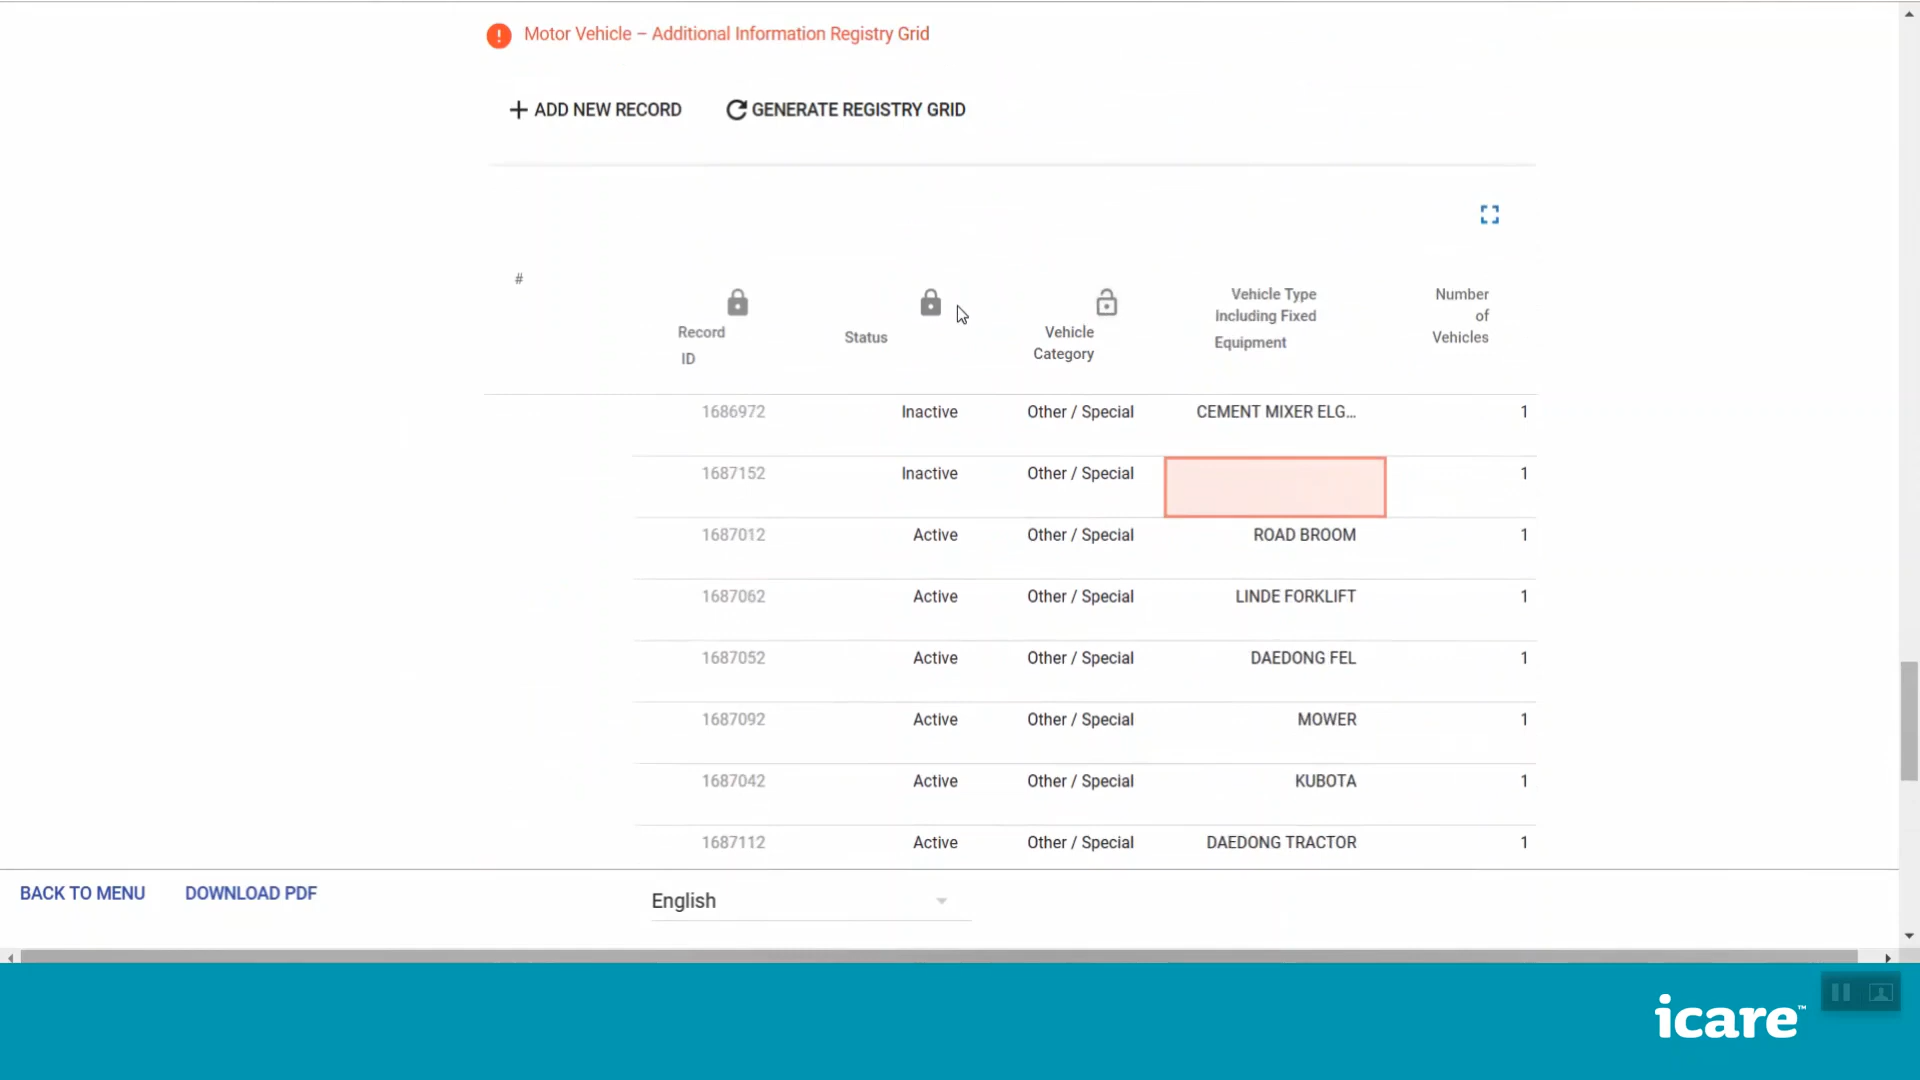 Motor Vehicle – Additional Information Registry Grid
ADD NEW RECORD GENERATE REGISTRY GRID
#
Record
ID
Status
Vehicle
Category
Vehicle Type
Including Fixed
Equipment
Number
of
Vehicles
1686972 Inactive Other / Special CEMENT MIXER ELG... 1
1687152 Inactive Other / Special 1
1687012 Active Other / Special ROAD BROOM 1
1687062 Active Other / Special LINDE FORKLIFT 1
1687052 Active Other / Special DAEDONG FEL 1
1687092 Active Other / Special MOWER 1
1687042 Active Other / Special KUBOTA 1
1687112 Active Other / Special DAEDONG TRACTOR 1
BACK TO MENU DOWNLOAD PDF English
icare™